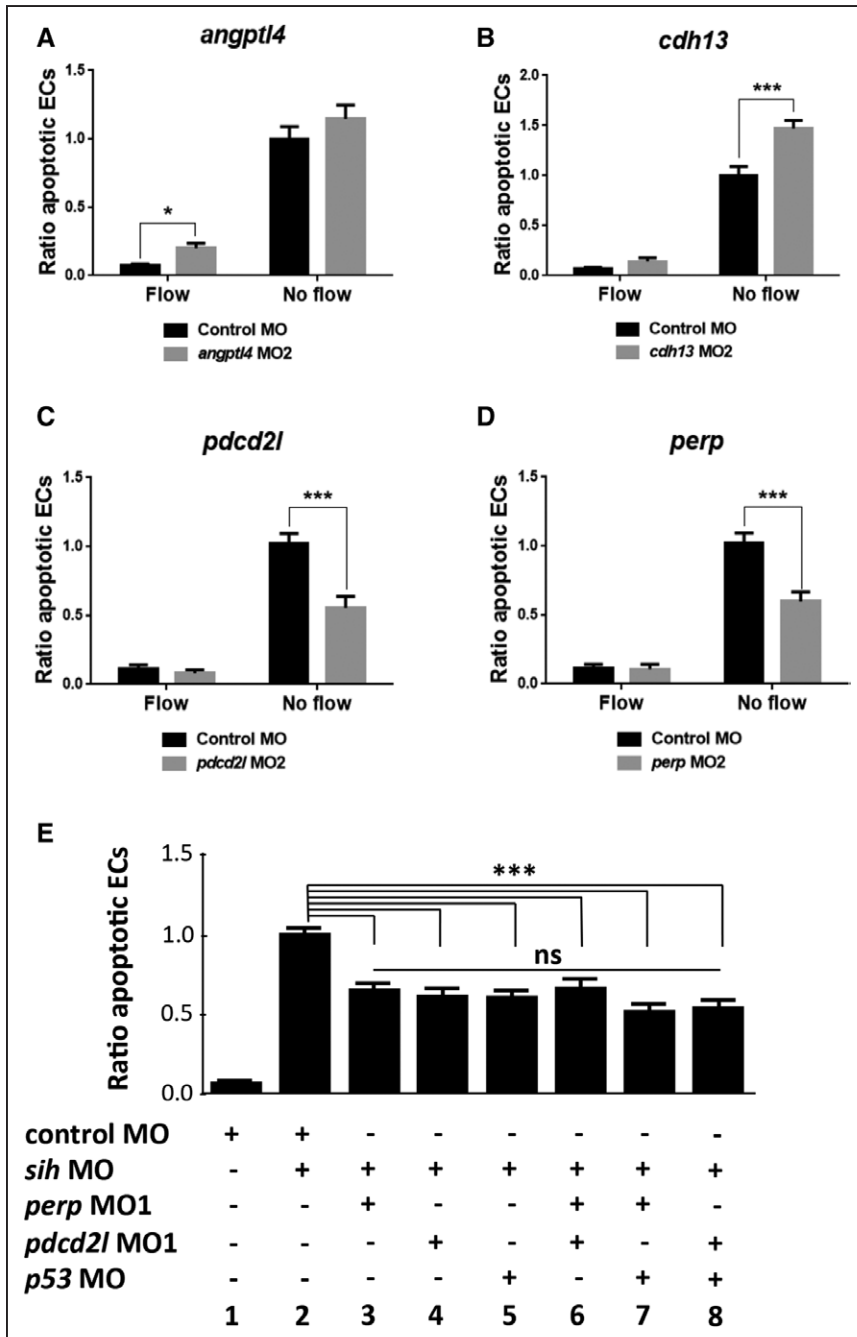 A
angptl4
Ratio apoptotic ECs
1.5
1.0
0.5
0.0
*
Flow
No flow
Control MO
angptl4 MO2
B
cdh13
Ratio apoptotic ECs
2.0
1.5
1.0
0.5
0.0
***
Flow
No flow
Control MO
cdh13 MO2
C
pdcd2l
Ratio apoptotic ECs
1.5
1.0
0.5
0.0
***
Flow
No flow
Control MO
pdcd2l MO2
D
perp
Ratio apoptotic ECs
1.5
1.0
0.5
0.0
***
Flow
No flow
Control MO
perp MO2
E
Ratio apoptotic ECs
1.5
1.0
0.5
0.0
***
ns
control MO + + - - - - - -
sih MO - + + + + + + +
perp MO1 - - + - - + + -
pdcd2l MO1 - - - + - + - +
p53 MO - - - - + - + +
1 2 3 4 5 6 7 8